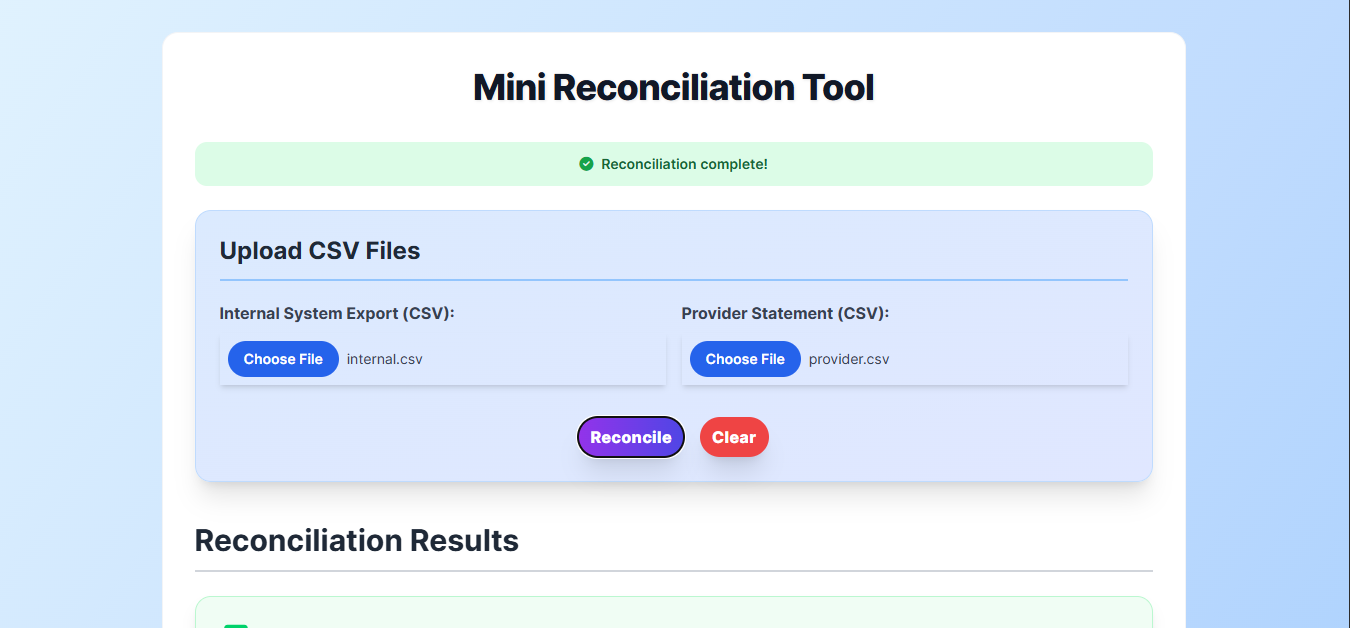 Mini Reconciliation Tool
Reconciliation complete!
Upload CSV Files
Internal System Export (CSV):
Provider Statement (CSV):
Choose File internal.csv
Choose File provider.csv
Reconcile Clear
Reconciliation Results